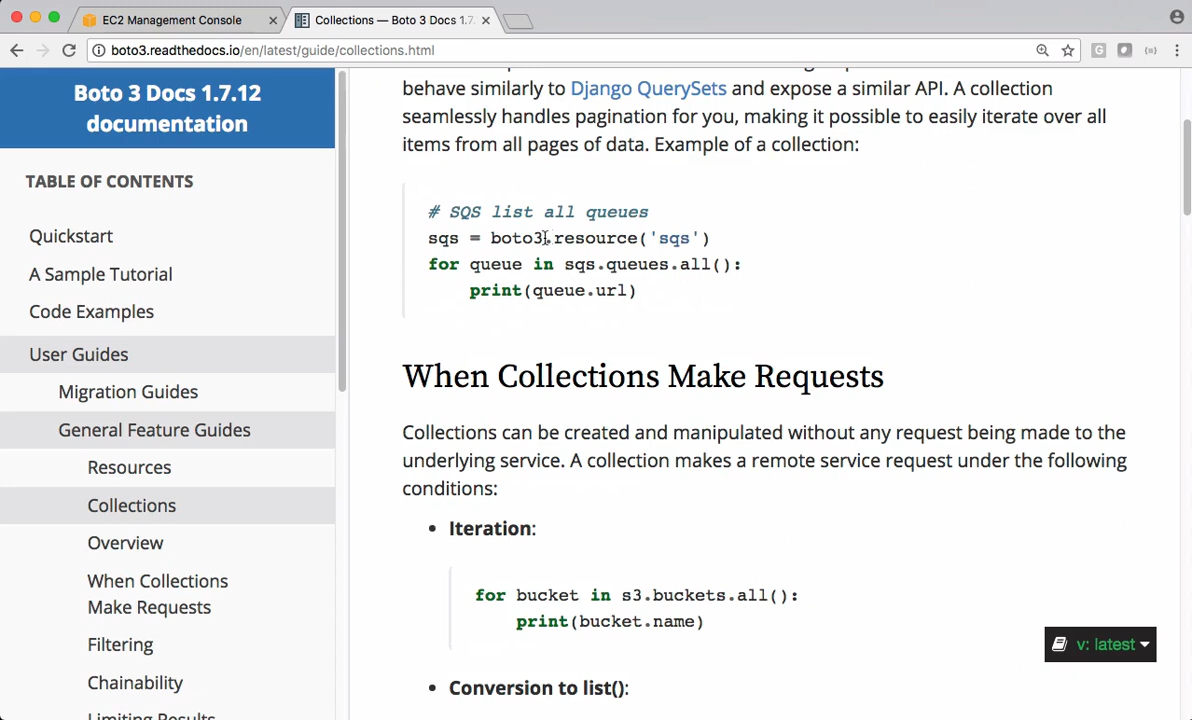 EC2 Management Console
Collections — Boto 3 Docs 1.7.
boto3.readthedocs.io/en/latest/guide/collections.html
Boto 3 Docs 1.7.12
documentation
TABLE OF CONTENTS
Quickstart
A Sample Tutorial
Code Examples
User Guides
Migration Guides
General Feature Guides
Resources
Collections
Overview
When Collections
Make Requests
Filtering
Chainability
Limiting Results
behave similarly to Django QuerySets and expose a similar API. A collection
seamlessly handles pagination for you, making it possible to easily iterate over all
items from all pages of data. Example of a collection:
# SQS list all queues
sqs = boto3.resource('sqs')
for queue in sqs.queues.all():
print(queue.url)
When Collections Make Requests
Collections can be created and manipulated without any request being made to the
underlying service. A collection makes a remote service request under the following
conditions:
• Iteration:
for bucket in s3.buckets.all():
print(bucket.name)
• Conversion to list():
v: latest